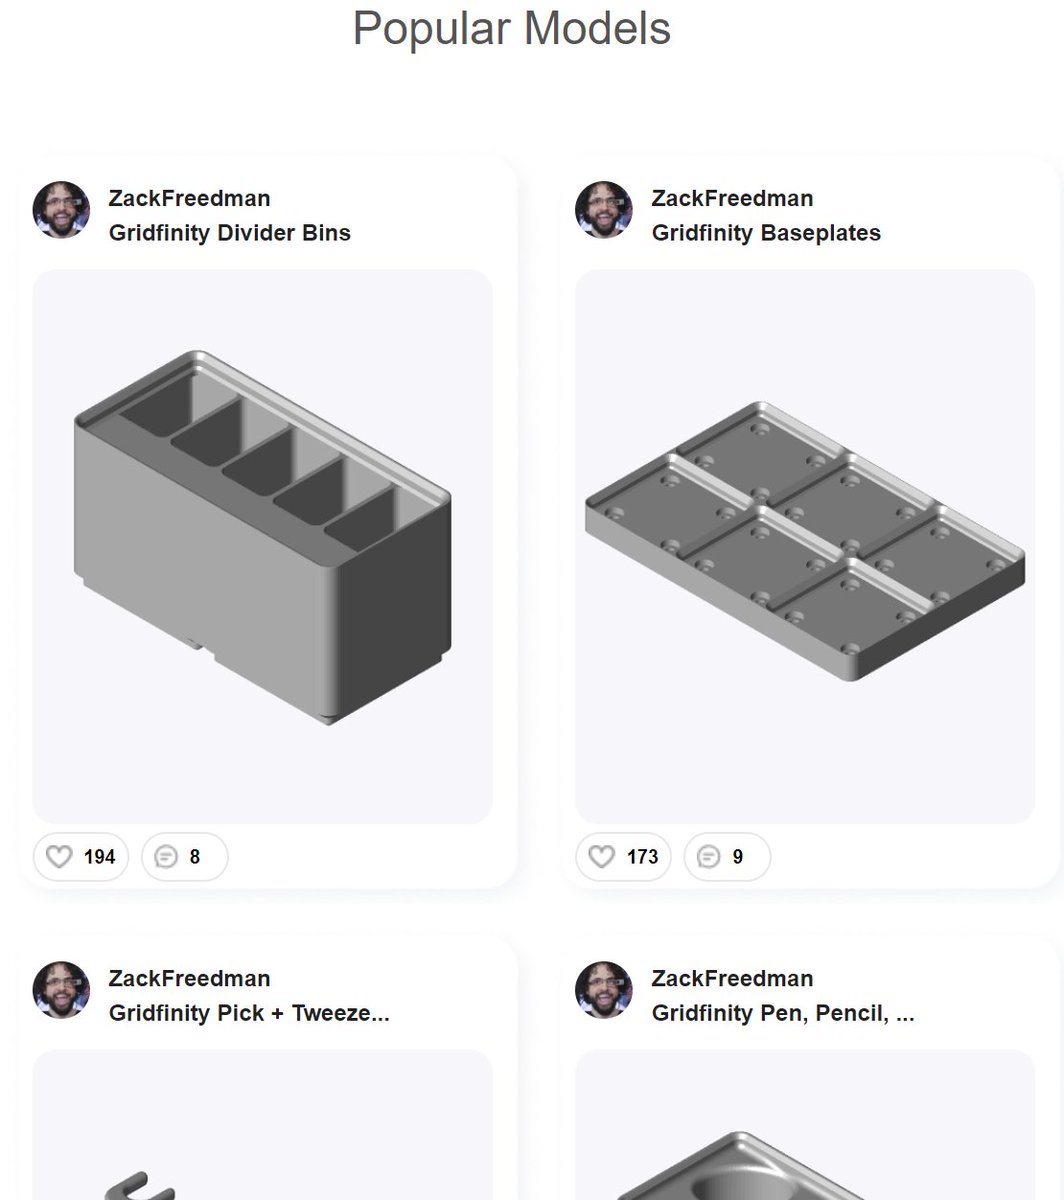 Popular Models
ZackFreedman
Gridfinity Divider Bins
194
8
ZackFreedman
Gridfinity Baseplates
173
9
ZackFreedman
Gridfinity Pick + Tweeze...
ZackFreedman
Gridfinity Pen, Pencil, ...